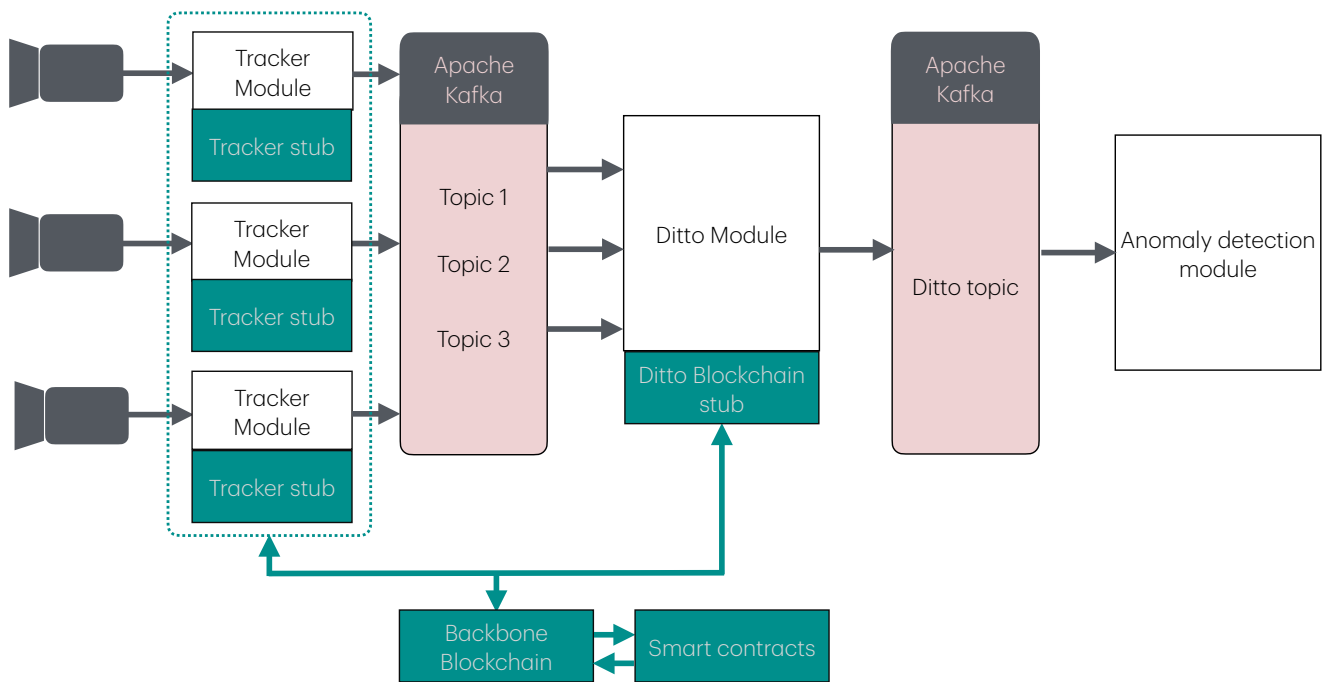 Tracker
Module
Tracker stub
Tracker
Module
Tracker stub
Tracker
Module
Tracker stub
Apache
Kafka
Topic 1
Topic 2
Topic 3
Ditto Module
Ditto Blockchain
stub
Apache
Kafka
Ditto topic
Anomaly detection
module
Backbone
Blockchain
Smart contracts